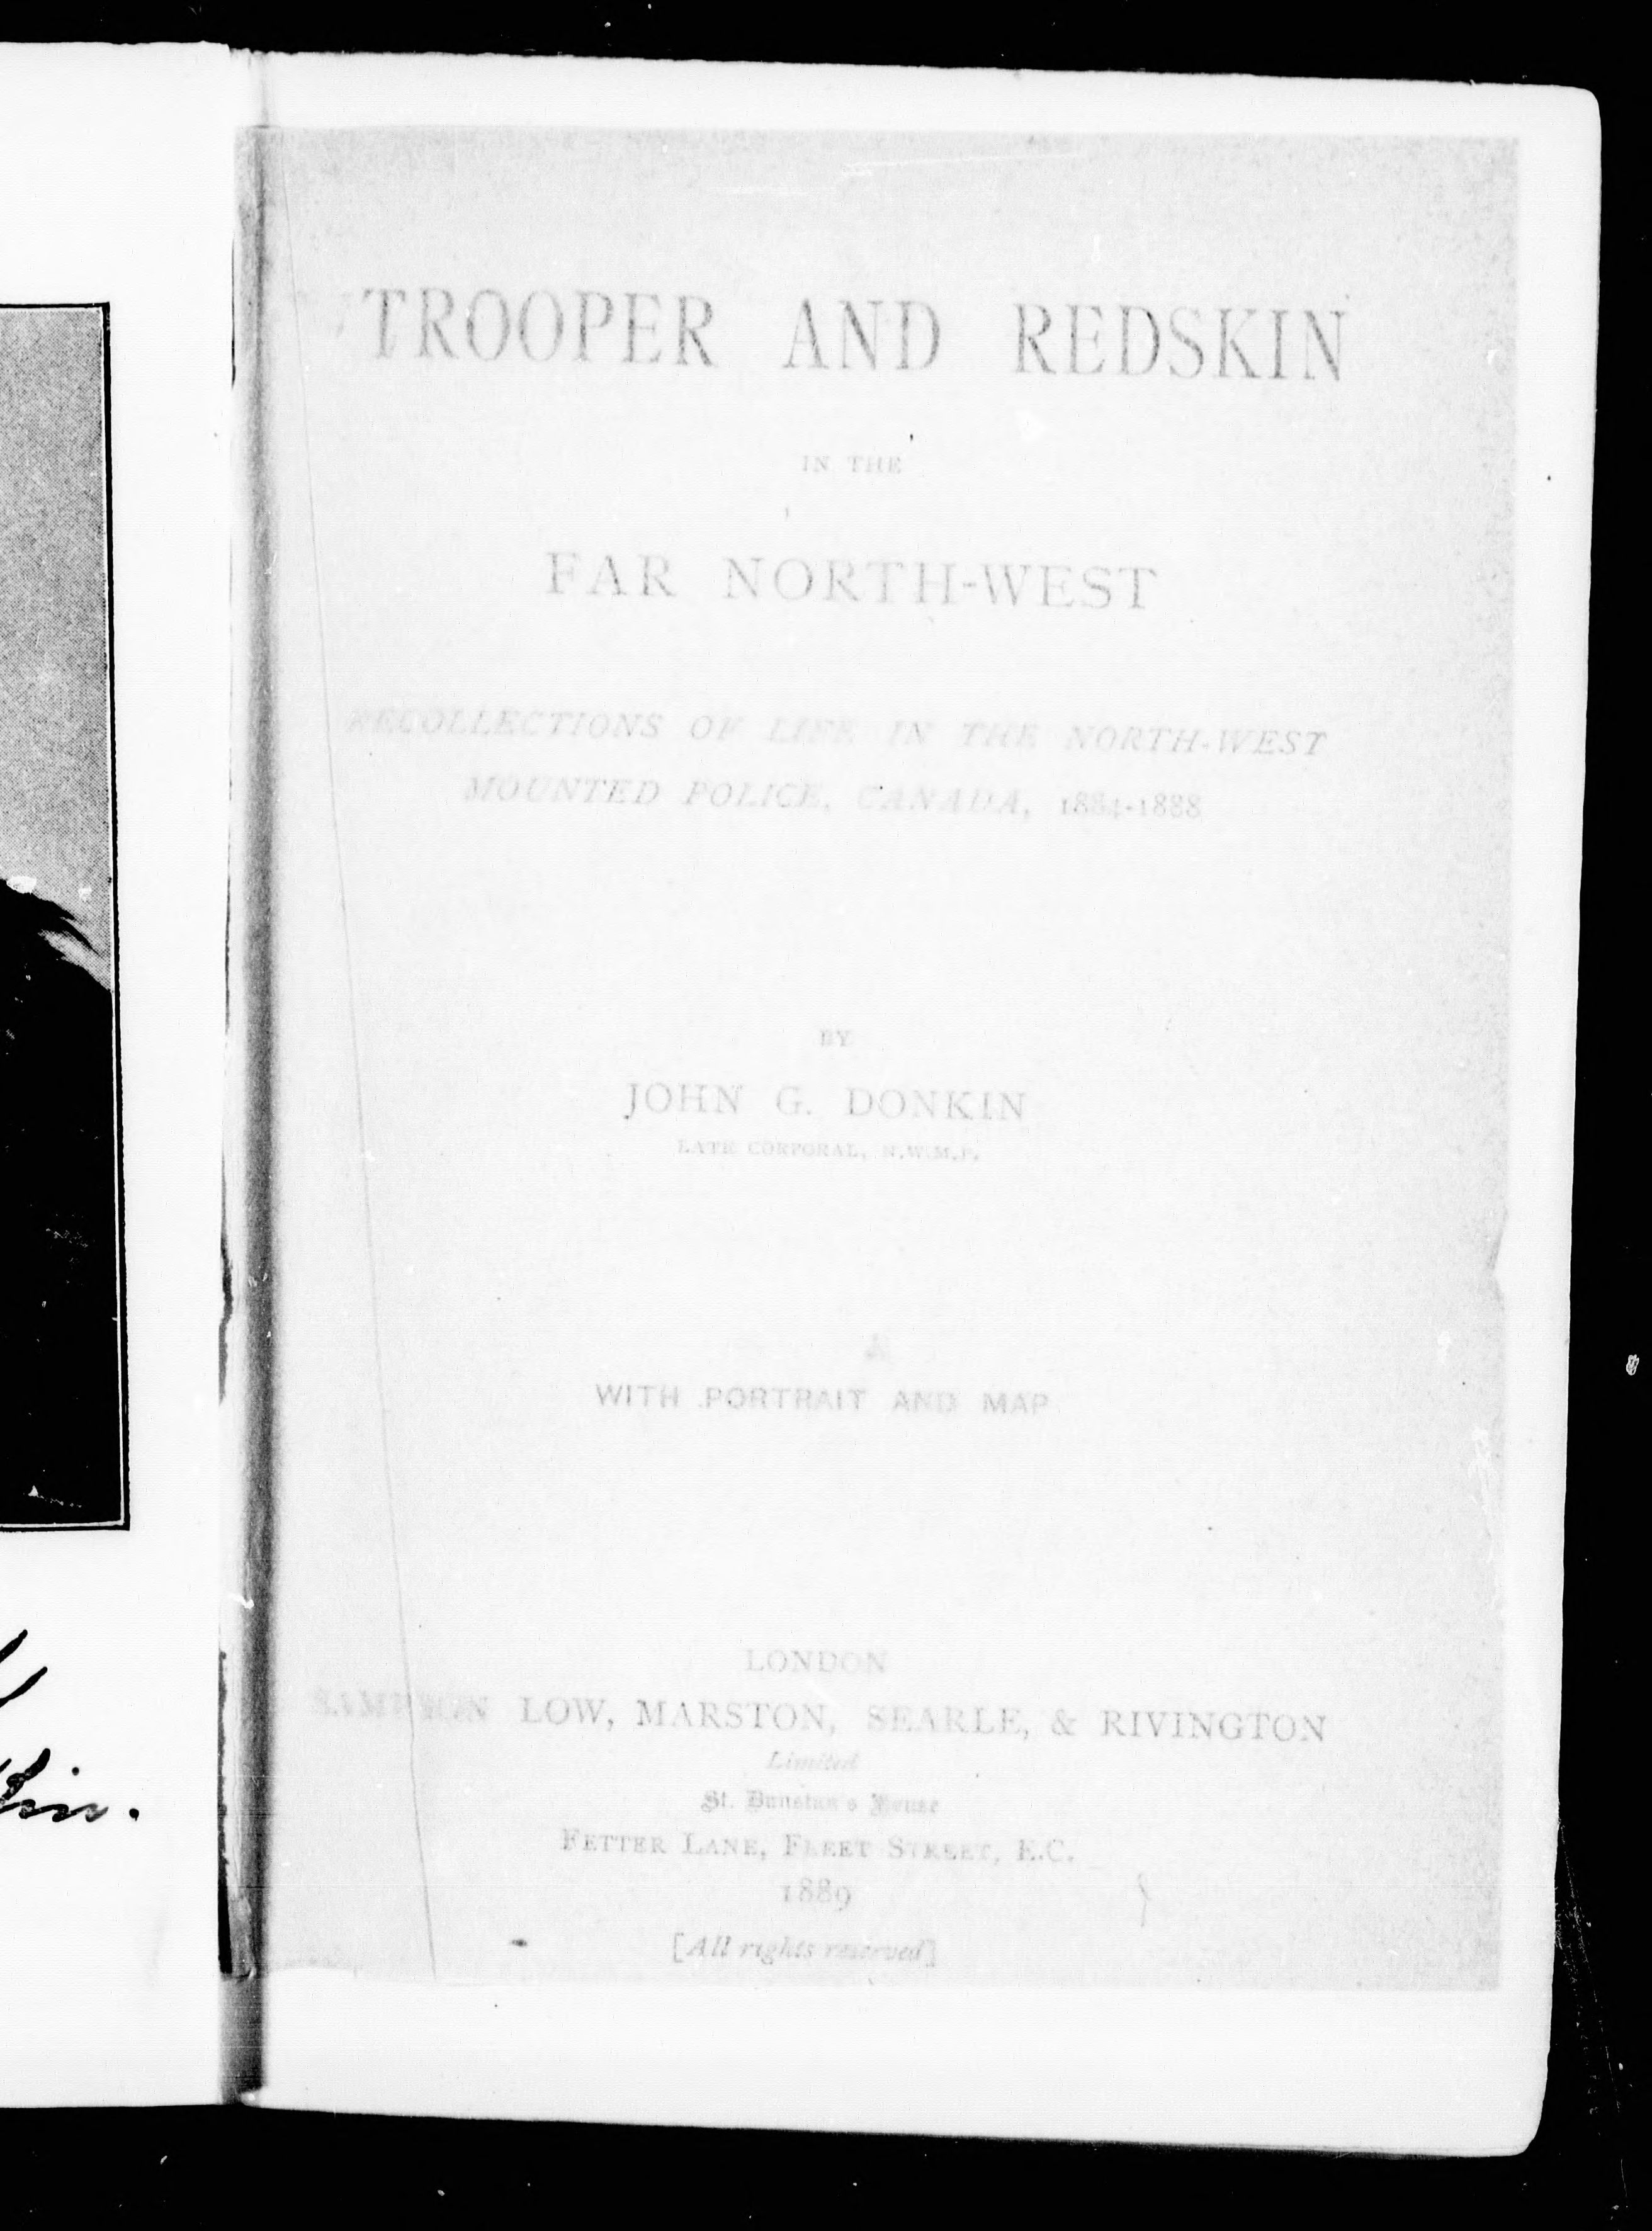 TROOPER AND REDSKIN
IN THE
FAR NORTH-WEST
RECOLLECTIONS OF LIFE IN THE NORTH-WEST
MOUNTED POLICE, CANADA, 1884-1888
BY
JOHN G. DONKIN
LATE CORPORAL, N.W.M.P.
WITH PORTRAIT AND MAP
LONDON
SAMPSON LOW, MARSTON, SEARLE, & RIVINGTON
Limited
St. Dunstan's House
FETTER LANE, FLEET STREET, E.C.
1889
[All rights reserved]